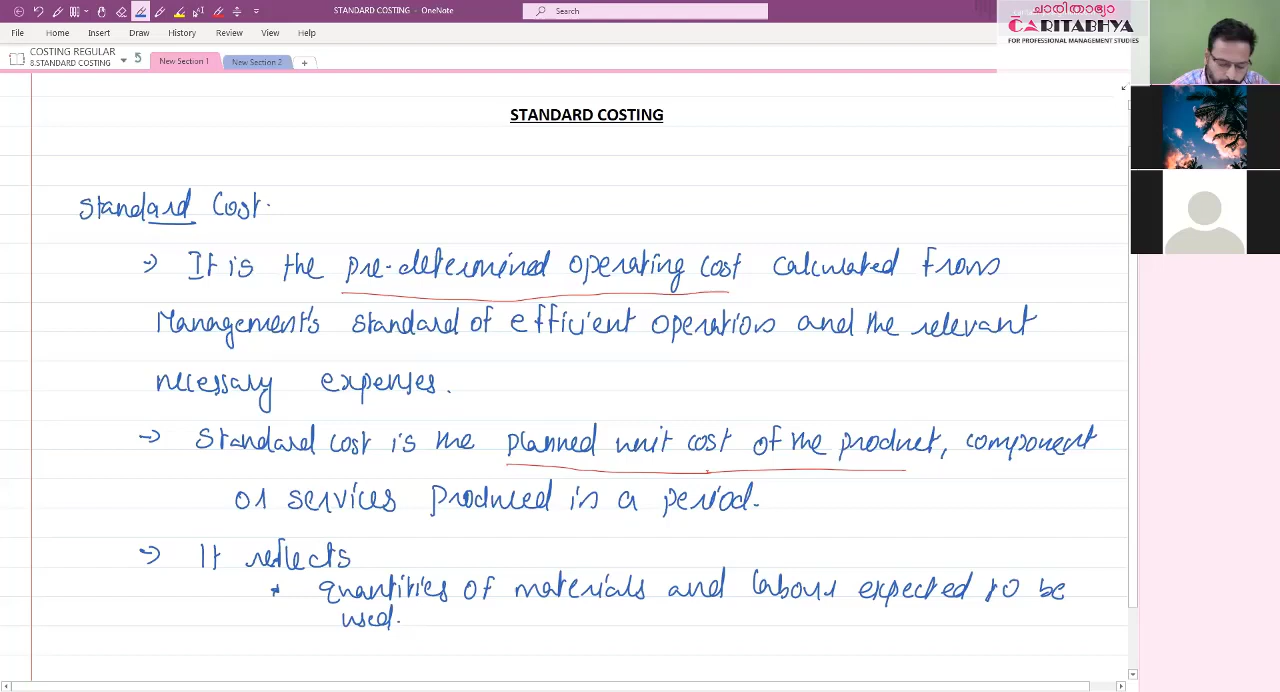 STANDARD COSTING - OneNote
Search
ചാരിതാഭ്യാ
CARITABHYA
FOR PROFESSIONAL MANAGEMENT STUDIES
File Home Insert Draw History Review View Help
COSTING REGULAR
8.STANDARD COSTING
5
New Section 1
New Section 2
STANDARD COSTING
Standard Cost.
→ It is the pre-determined operating cost calculated from
Management's standard of efficient operations and the relevant
necessary expenses.
→ Standard cost is the planned unit cost of the product, component
or services produced in a period.
→ It reflects
* quantities of materials and labour expected to be
used.